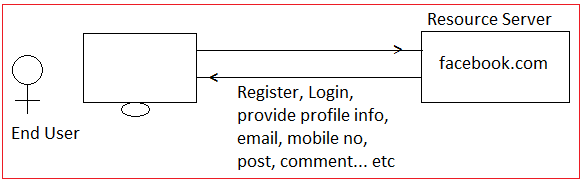 Resource Server
facebook.com
Register, Login,
provide profile info,
email, mobile no,
post, comment... etc
End User